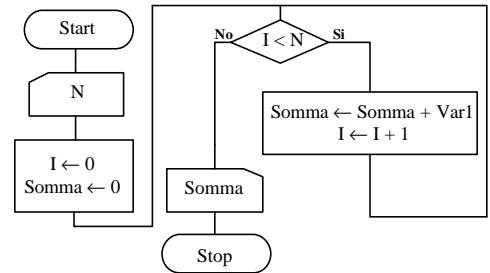 Start
N
I ← 0
Somma ← 0
I < N
No
Si
Somma ← Somma + Var1
I ← I + 1
Somma
Stop